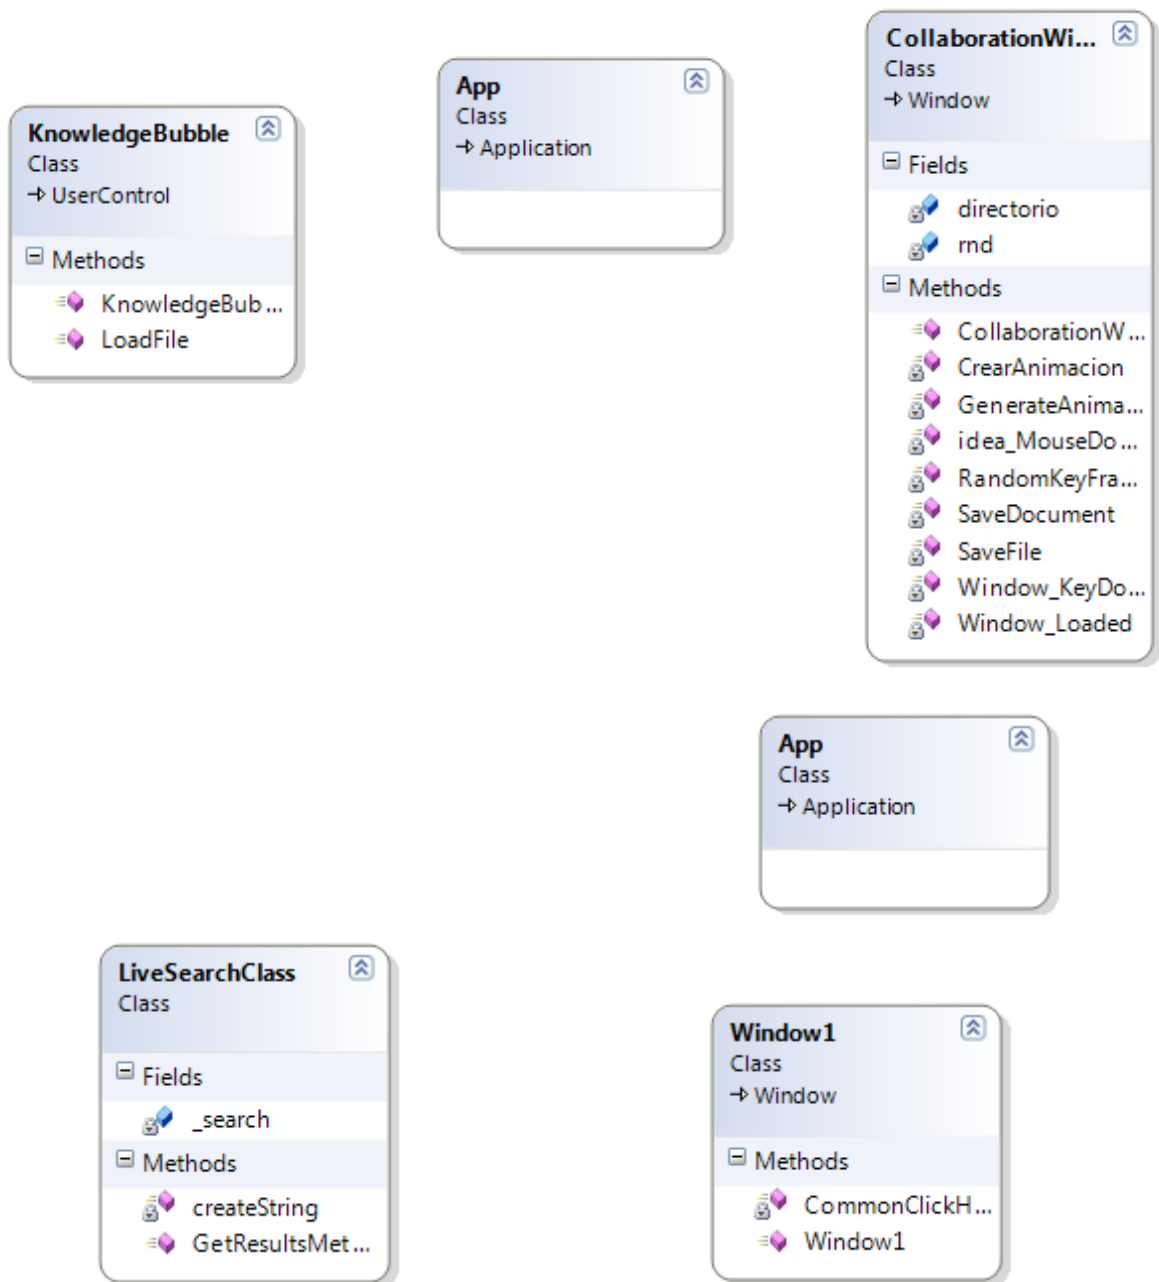 KnowledgeBubble
Class
UserControl
Methods
KnowledgeBub...
LoadFile
App
Class
Application
CollaborationWi...
Class
Window
Fields
directorio
rnd
Methods
CollaborationW...
CrearAnimacion
GenerateAnima...
idea_MouseDo...
RandomKeyFra...
SaveDocument
SaveFile
Window_KeyDo...
Window_Loaded
App
Class
Application
LiveSearchClass
Class
Fields
_search
Methods
createString
GetResultsMet...
Window1
Class
Window
Methods
CommonClickH...
Window1